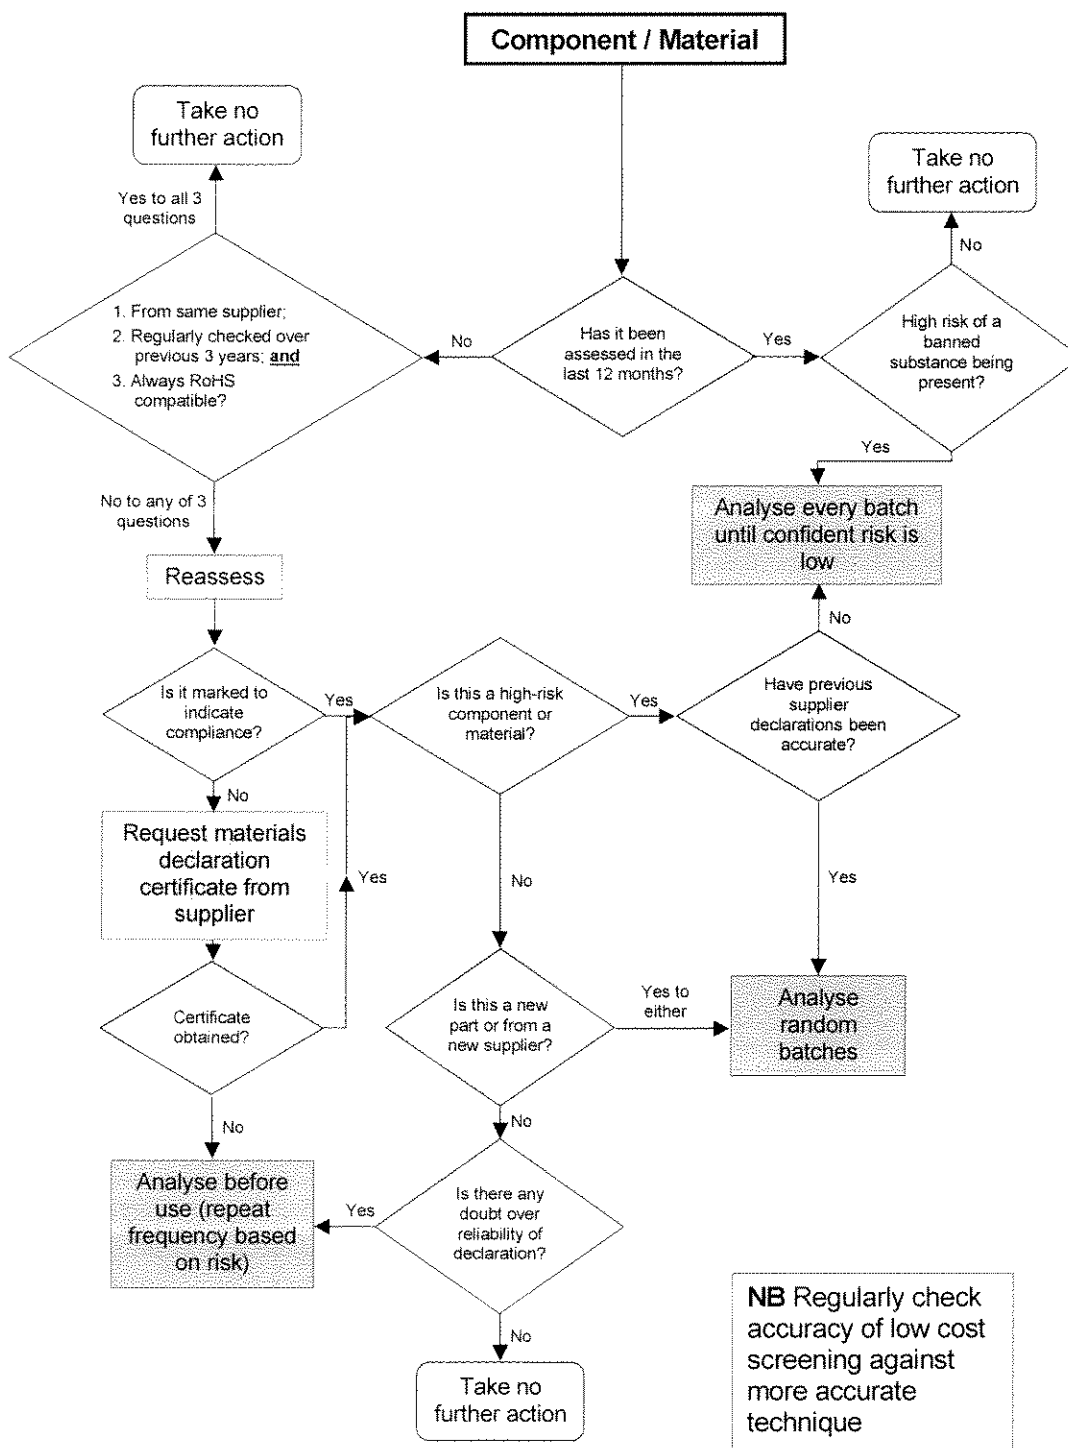 Component / Material
Take no
further action
Take no
further action
Yes to all 3
questions
No
1. From same supplier;
2. Regularly checked over
previous 3 years; and
3. Always RoHS
compatible?
No
Has it been
assessed in the
last 12 months?
Yes
High risk of a
banned
substance being
present?
Yes
No to any of 3
questions
Analyse every batch
until confident risk is
low
Reassess
No
Is it marked to
indicate
compliance?
Yes
Is this a high-risk
component or
material?
Yes
Have previous
supplier
declarations been
accurate?
No
Request materials
declaration
certificate from
supplier
Yes
No
Yes
Certificate
obtained?
Is this a new
part or from a
new supplier?
Yes to
either
Analyse
random
batches
No
No
Analyse before
use (repeat
frequency based
on risk)
Yes
Is there any
doubt over
reliability of
declaration?
No
Take no
further action
NB Regularly check
accuracy of low cost
screening against
more accurate
technique